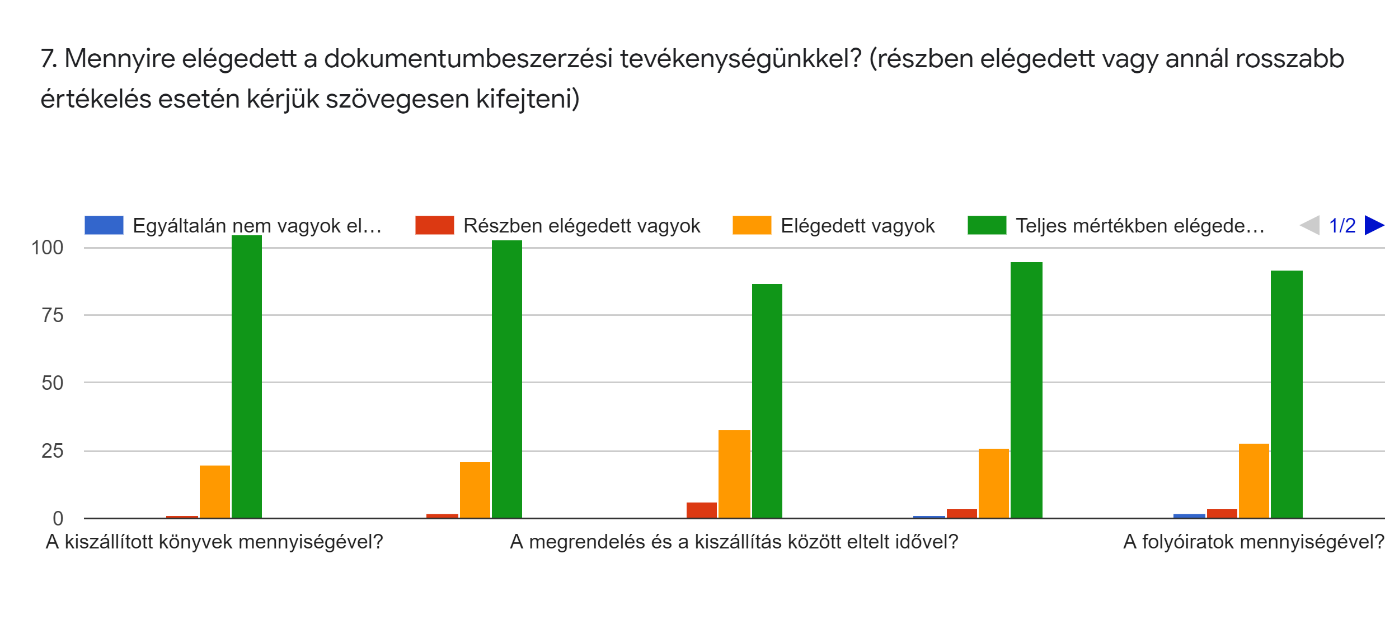 7. Mennyire elégedett a dokumentumbeszerzési tevékenységünkkel? (részben elégedett vagy annál rosszabb
értékelés esetén kérjük szövegesen kifejteni)
Egyáltalán nem vagyok el… Részben elégedett vagyok Elégedett vagyok Teljes mértékben elégede… 1/2
100
75
50
25
0
A kiszállított könyvek mennyiségével? A megrendelés és a kiszállítás között eltelt idővel? A folyóiratok mennyiségével?